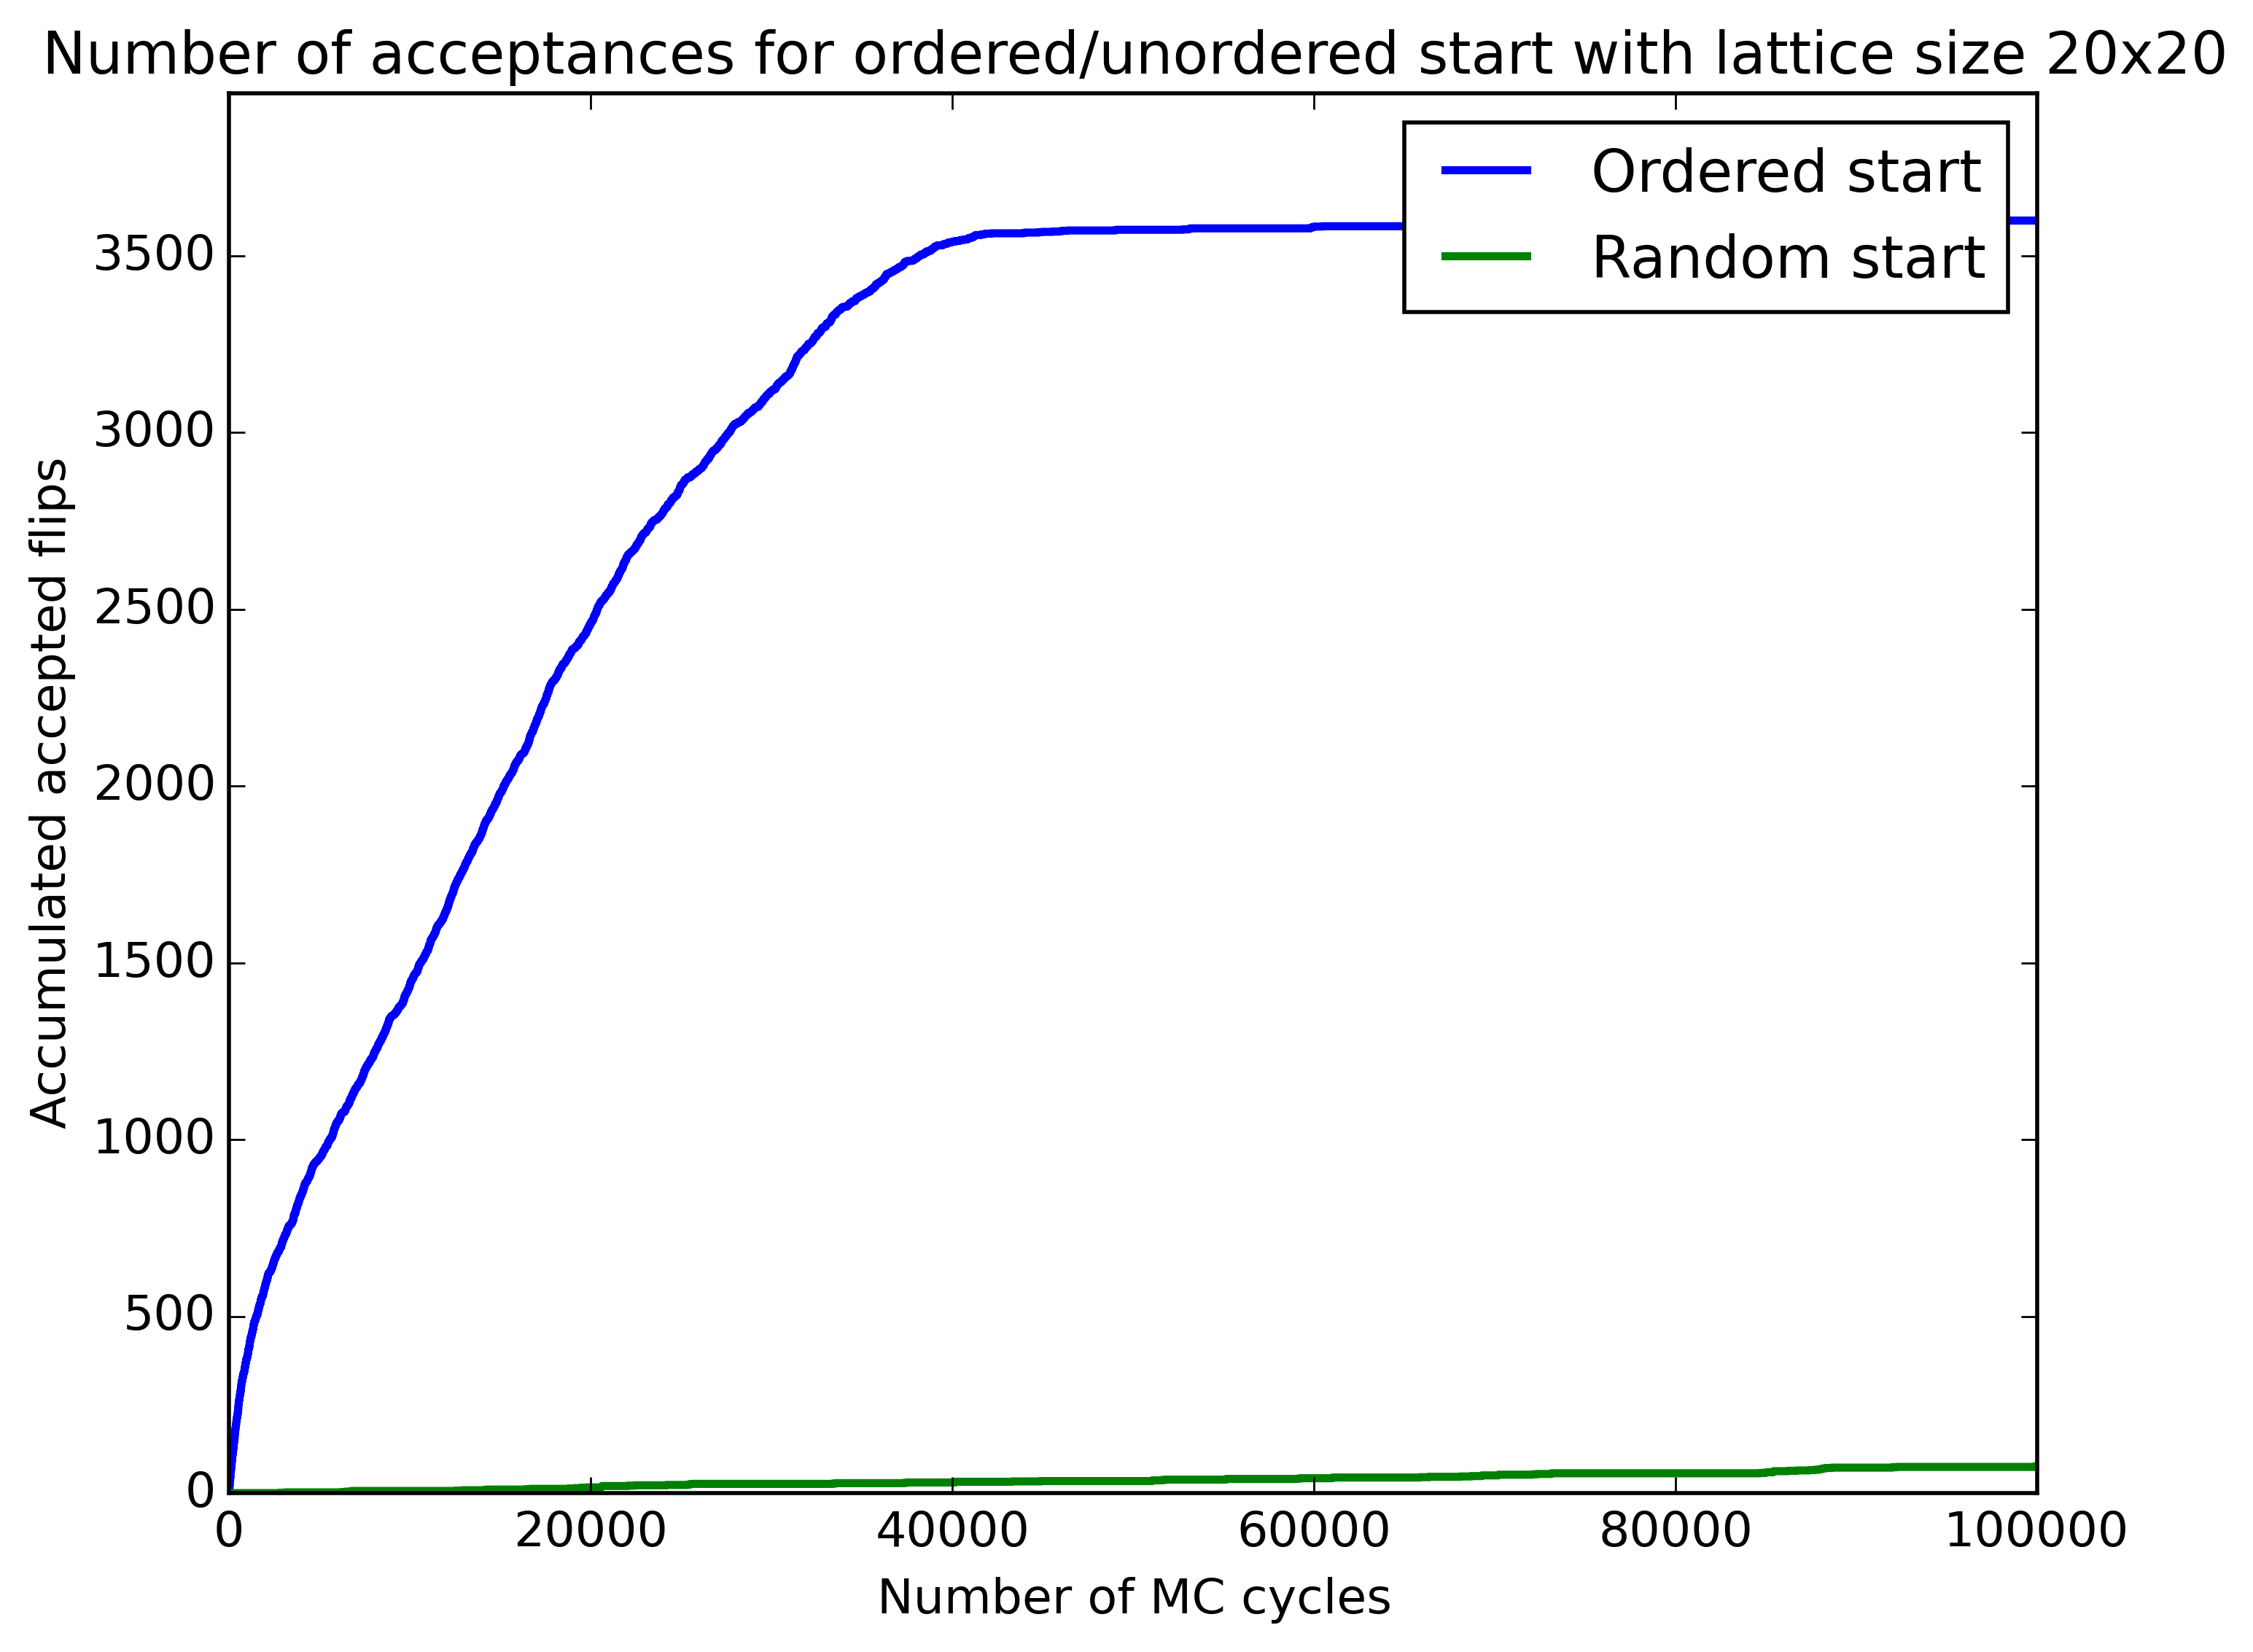 Number of acceptances for ordered/unordered start with lattice size 20x20
Ordered start
Random start
Accumulated accepted flips
3500
3000
2500
2000
1500
1000
500
0
0 20000 40000 60000 80000 100000
Number of MC cycles